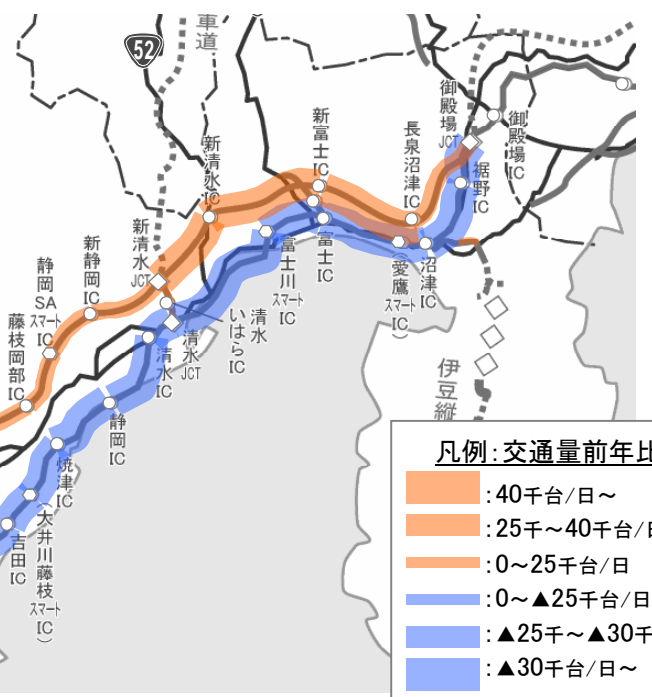 車道
52
御殿場JCT
御殿場IC
裾野IC
長泉沼津IC
新富士IC
新清水IC
新清水JCT
新静岡IC
静岡SAスマートIC
藤枝岡部IC
富士川スマートIC
富士IC
(愛鷹スマートIC)
沼津IC
清水いはらIC
清水JCT
清水IC
静岡IC
焼津IC
(大井川藤枝スマートIC)
吉田IC
伊豆縦
凡例:交通量前年比
:40千台/日~
:25千~40千台/日
:0~25千台/日
:0~▲25千台/日
:▲25千~▲30千
:▲30千台/日~